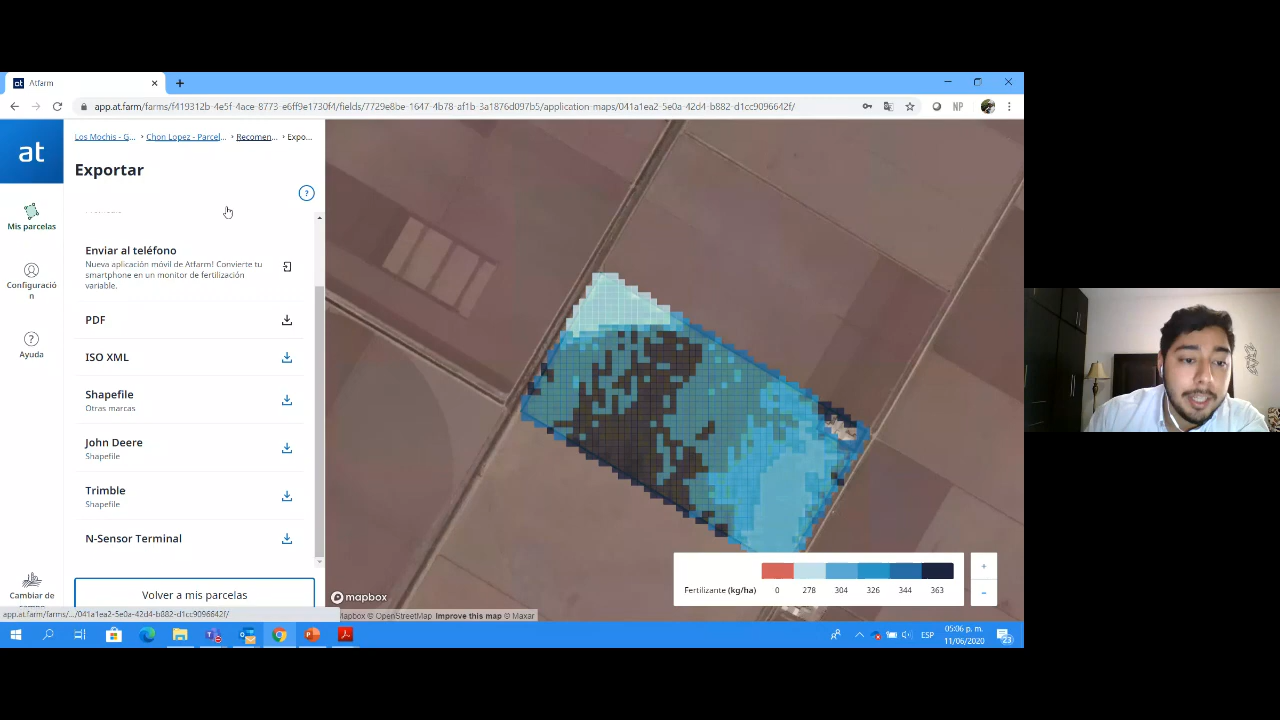 at Atfarm
app.at.farm/farms/f419312b-4e5f-4ace-8773-e6ff9e1730f4/fields/7729e8be-1647-4b78-af1b-3a1876d097b5/application-maps/041a1ea2-5e0a-42d4-b882-d1cc9096642f/
NP
at
Los Mochis - G... › Chon Lopez - Parcel... › Recomen... › Expo...
Exportar
?
Mis parcelas
Configuració
n
?
Ayuda
Cambiar de
Enviar al teléfono
Nueva aplicación móvil de Atfarm! Convierte tu
smartphone en un monitor de fertilización
variable.
PDF
ISO XML
Shapefile
Otras marcas
John Deere
Shapefile
Trimble
Shapefile
N-Sensor Terminal
Volver a mis parcelas
app.at.farm/farms/.../041a1ea2-5e0a-42d4-b882-d1cc9096642f/
mapbox
Mapbox © OpenStreetMap Improve this map © Maxar
Fertilizante (kg/ha) 0 278 304 326 344 363
+
-
ESP
05:06 p. m.
11/06/2020
23